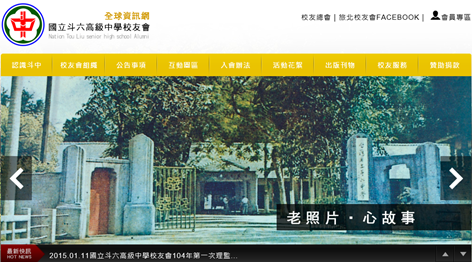 全球資訊網
國立斗六高級中學校友會
Nation Tou Liu senior high school Alumni
校友總會 | 旅北校友會FACEBOOK | 會員專區
認識斗中 校友會組織 公告事項 互動園區 入會辦法 活動花絮 出版刊物 校友服務 贊助捐款
老照片·心故事
最新快訊
HOT NEWS
2015.01.11國立斗六高級中學校友會104年第一次理監...